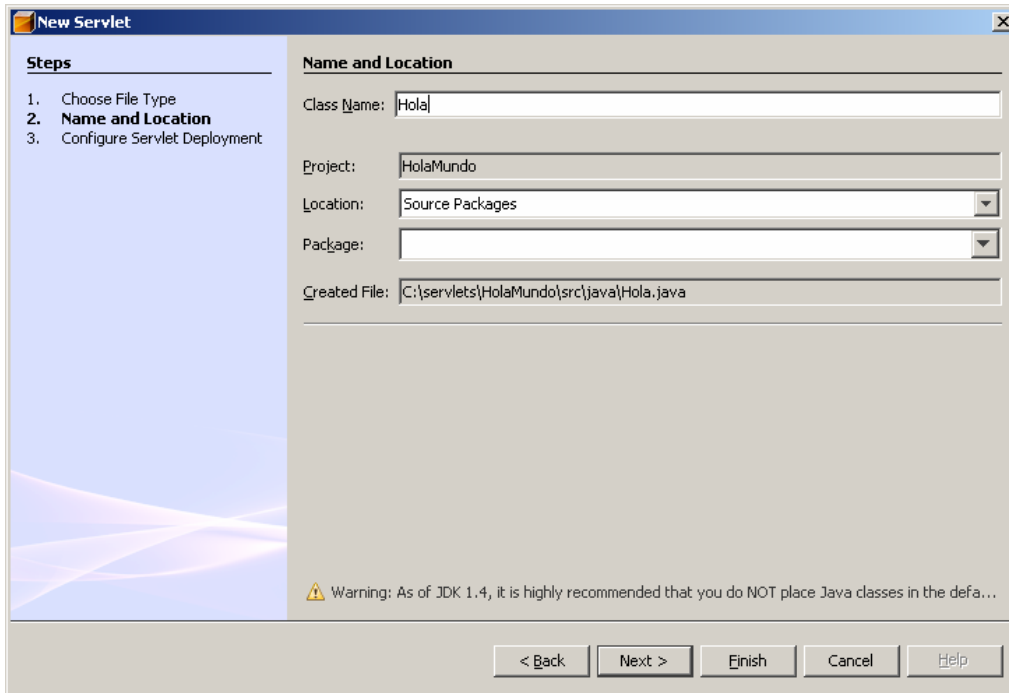 New Servlet
Steps
1. Choose File Type
2. Name and Location
3. Configure Servlet Deployment
Name and Location
Class Name: Hola
Project: HolaMundo
Location: Source Packages
Package:
Created File: C:\servlets\HolaMundo\src\java\Hola.java
Warning: As of JDK 1.4, it is highly recommended that you do NOT place Java classes in the defa...
< Back Next > Finish Cancel Help